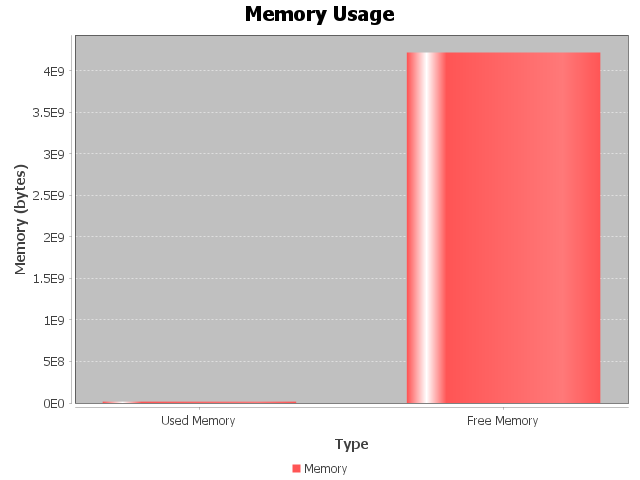 Memory Usage
Memory (bytes)
4E9
3.5E9
3E9
2.5E9
2E9
1.5E9
1E9
5E8
0E0
Used Memory
Free Memory
Type
Memory